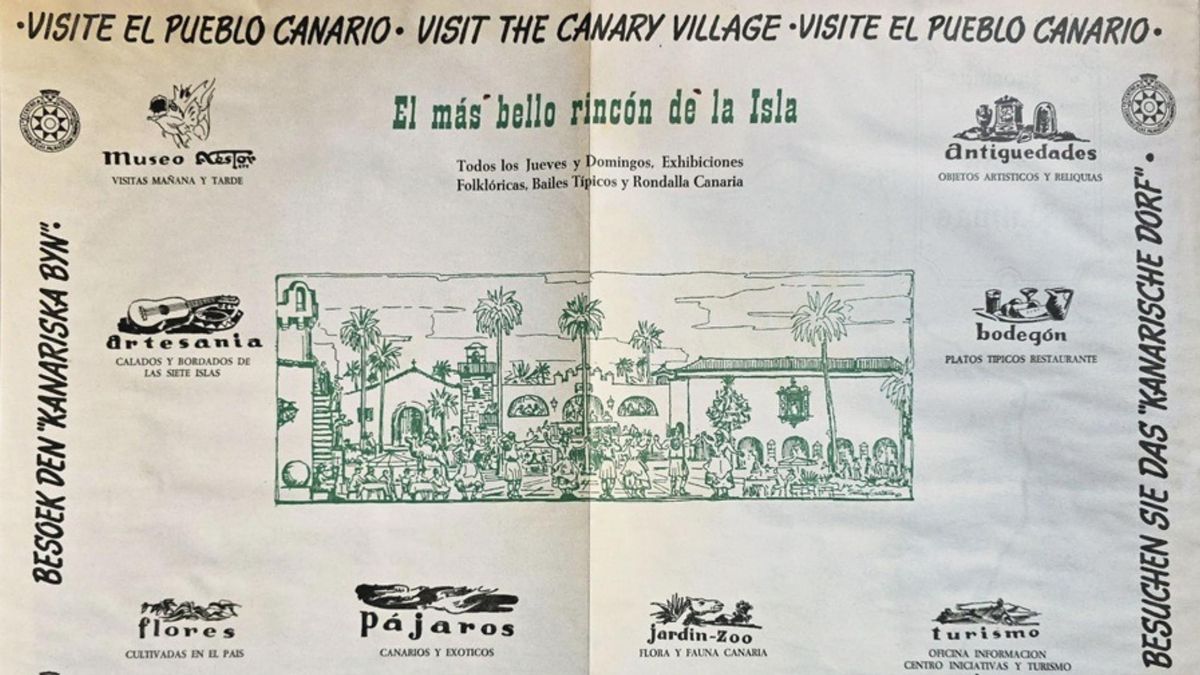 ·VISITE EL PUEBLO CANARIO· VISIT THE CANARY VILLAGE ·VISITE EL PUEBLO CANARIO·
El más bello rincón de la Isla
Todos los Jueves y Domingos, Exhibiciones
Folklóricas, Bailes Típicos y Rondalla Canaria
Museo Nestor
VISITAS MAÑANA Y TARDE
antiguedades
OBJETOS ARTISTICOS Y RELIQUIAS
BESOEK DEN "KANARISKA BYN"·
BESUCHEN SIE DAS "KANARISCHE DORF"·
artesania
CALADOS Y BORDADOS DE
LAS SIETE ISLAS
bodegón
PLATOS TIPICOS RESTAURANTE
flores
CULTIVADAS EN EL PAIS
pájaros
CANARIOS Y EXOTICOS
jardin-Zoo
FLORA Y FAUNA CANARIA
turismo
OFICINA INFORMACION
CENTRO INICIATIVAS Y TURISMO